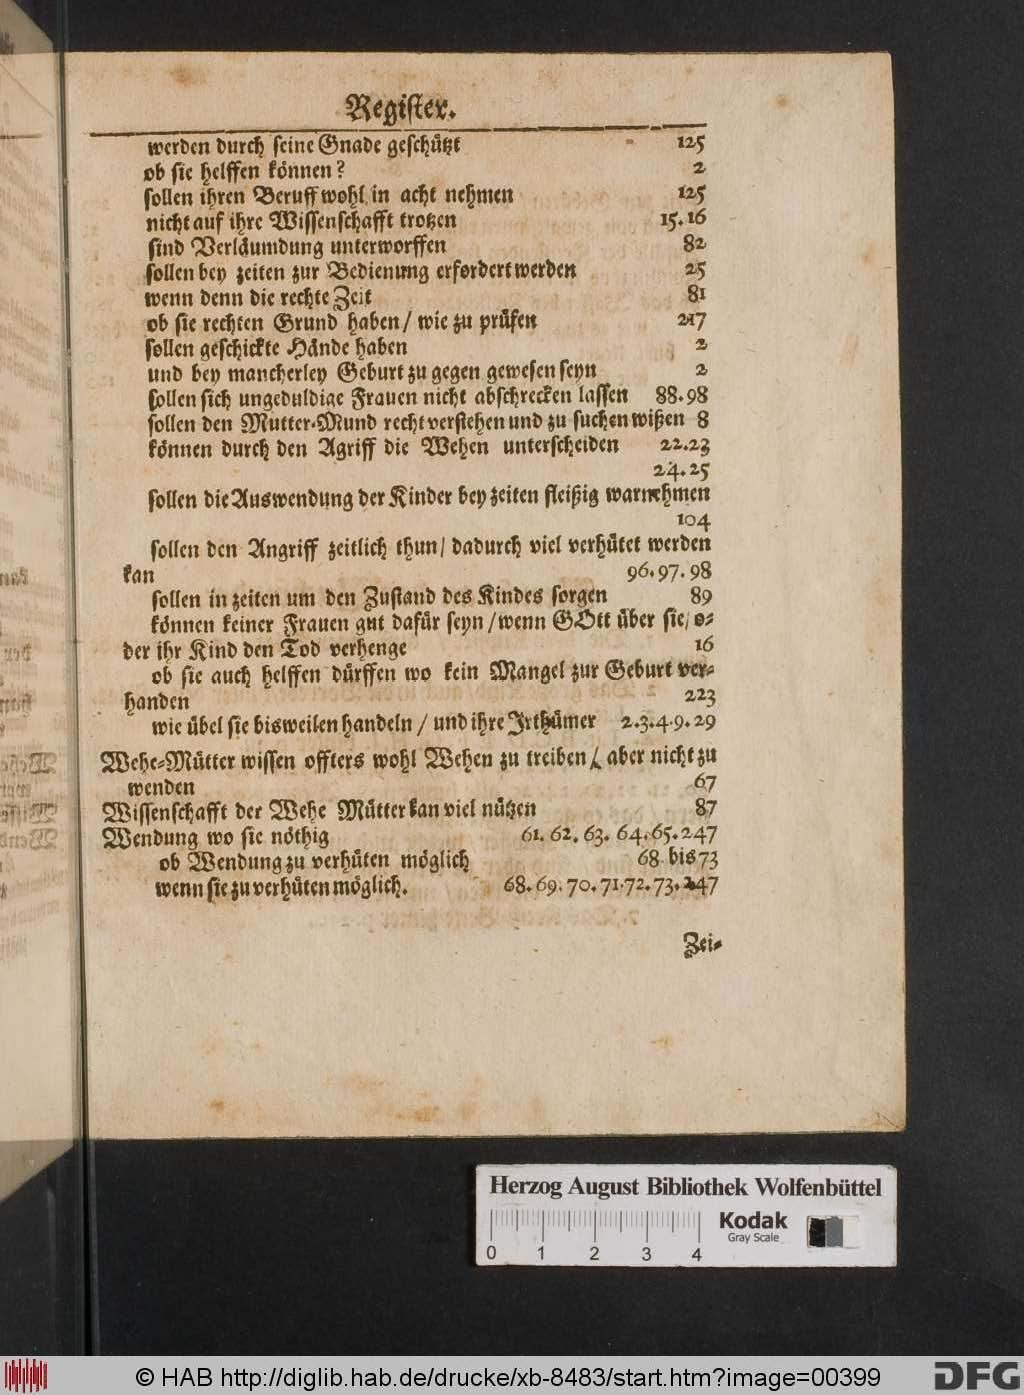 Register.
werden durch seine Gnade geschützt 125
ob sie helffen können? 2
sollen ihren Beruff wohl in acht nehmen 125
nicht auf ihre Wissenschafft trotzen 15. 16
sind Verläumdung unterworffen 82
sollen bey zeiten zur Bedienung erfordert werden 25
wenn denn die rechte Zeit 81
ob sie rechten Grund haben / wie zu prüfen 217
sollen geschickte Hände haben 2
und bey mancherley Geburt zu gegen gewesen seyn 2
sollen sich ungeduldige Frauen nicht abschrecken lassen 88. 98
sollen den Mutter-Mund recht verstehen und zu suchen wißen 8
können durch den Agriff die Wehen unterscheiden 22. 23
24. 25
sollen die Auswendung der Kinder bey zeiten fleißig warnehmen
104
sollen den Angriff zeitlich thun / dadurch viel verhütet werden
kan 96. 97. 98
sollen in zeiten um den Zustand des Kindes sorgen 89
können keiner Frauen gut dafür seyn / wenn GOtt über sie / o-
der ihr Kind den Tod verhenge 16
ob sie auch helffen dürffen wo kein Mangel zur Geburt ver-
handen 223
wie übel sie bisweilen handeln / und ihre Irthümer 2. 3. 4. 9. 29
Wehe-Mütter wissen offters wohl Wehen zu treiben / aber nicht zu
wenden 67
Wissenschafft der Wehe Mütter kan viel nützen 87
Wendung wo sie nöthig 61. 62. 63. 64. 65. 247
ob Wendung zu verhüten möglich 68 bis 73
wenn sie zu verhüten möglich. 68. 69. 70. 71. 72. 73. 247
Zei-
Herzog August Bibliothek Wolfenbüttel
Kodak
Gray Scale
0 1 2 3 4
© HAB http://diglib.hab.de/drucke/xb-8483/start.htm?image=00399
DFG